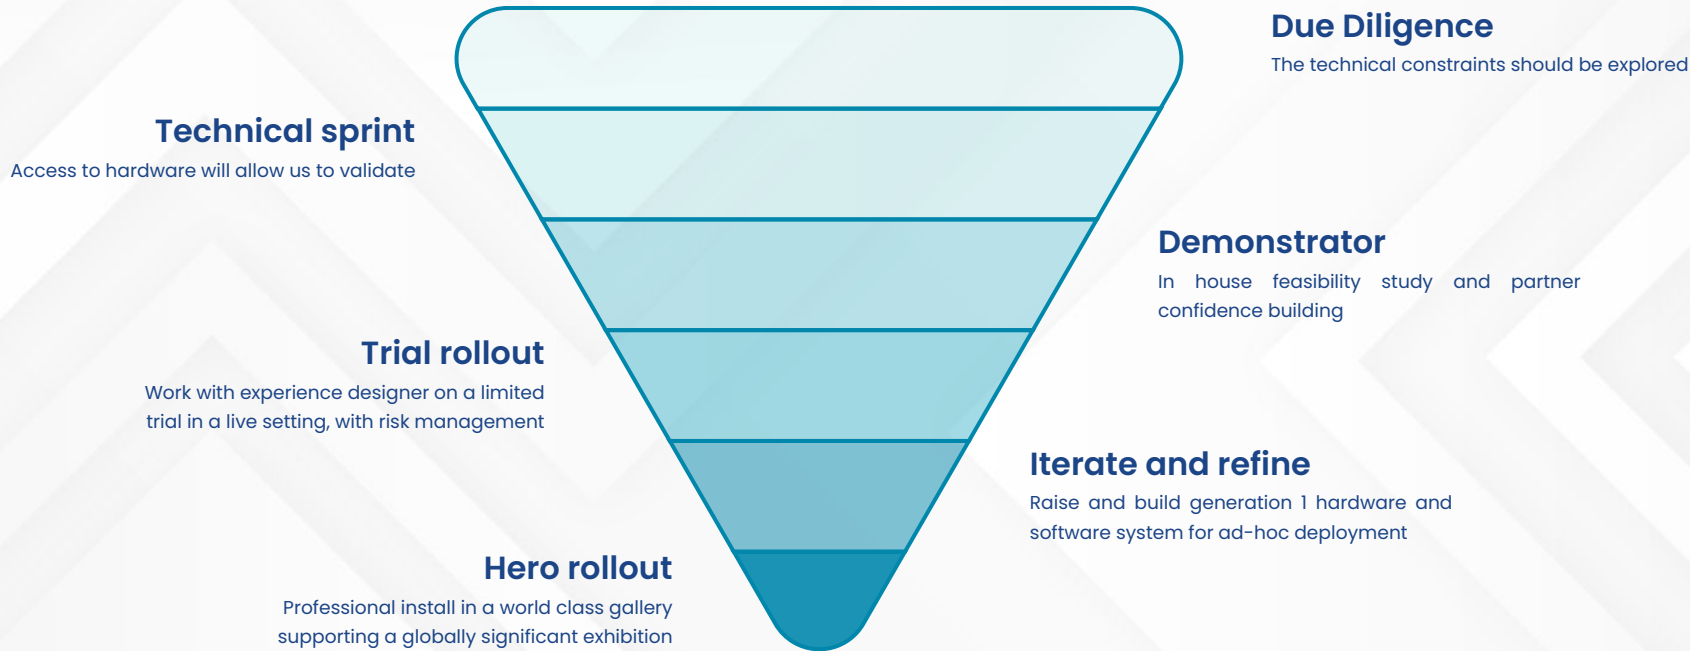 Due Diligence
The technical constraints should be explored
Technical sprint
Access to hardware will allow us to validate
Demonstrator
In house feasibility study and partner
confidence building
Trial rollout
Work with experience designer on a limited
trial in a live setting, with risk management
Iterate and refine
Raise and build generation 1 hardware and
software system for ad-hoc deployment
Hero rollout
Professional install in a world class gallery
supporting a globally significant exhibition